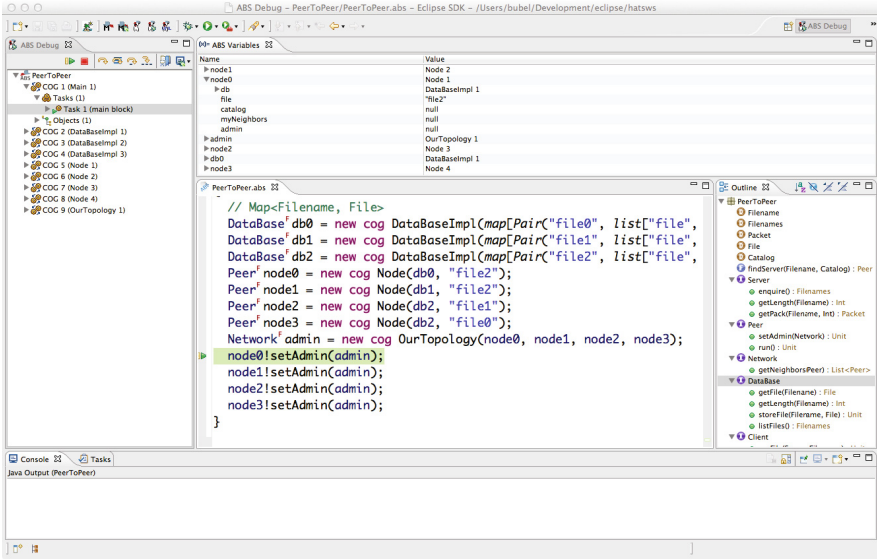 ABS Debug – PeerToPeer/PeerToPeer.abs – Eclipse SDK – /Users/bubel/Development/eclipse/hatsws
ABS Debug
ABS Debug
PeerToPeer
COG 1 (Main 1)
Tasks (1)
Task 1 (main block)
Objects (1)
COG 2 (DataBaseImpl 1)
COG 3 (DataBaseImpl 2)
COG 4 (DataBaseImpl 3)
COG 5 (Node 1)
COG 6 (Node 2)
COG 7 (Node 3)
COG 8 (Node 4)
COG 9 (OurTopology 1)
(x)= ABS Variables
Name Value
node1 Node 2
node0 Node 1
db DataBaseImpl 1
file "file2"
catalog null
myNeighbors null
admin null
admin OurTopology 1
node2 Node 3
db0 DataBaseImpl 1
node3 Node 4
PeerToPeer.abs
// Map<Filename, File>
DataBaseF db0 = new cog DataBaseImpl(map[Pair("file0", list["file",
DataBaseF db1 = new cog DataBaseImpl(map[Pair("file1", list["file",
DataBaseF db2 = new cog DataBaseImpl(map[Pair("file2", list["file",
PeerF node0 = new cog Node(db0, "file2");
PeerF node1 = new cog Node(db1, "file2");
PeerF node2 = new cog Node(db2, "file1");
PeerF node3 = new cog Node(db2, "file0");
NetworkF admin = new cog OurTopology(node0, node1, node2, node3);
node0!setAdmin(admin);
node1!setAdmin(admin);
node2!setAdmin(admin);
node3!setAdmin(admin);
}
Outline
PeerToPeer
Filename
Filenames
Packet
File
Catalog
findServer(Filename, Catalog) : Peer
Server
enquire() : Filenames
getLength(Filename) : Int
getPack(Filename, Int) : Packet
Peer
setAdmin(Network) : Unit
run() : Unit
Network
getNeighbors(Peer) : List<Peer>
DataBase
getFile(Filename) : File
getLength(Filename) : Int
storeFile(Filename, File) : Unit
listFiles() : Filenames
Client
Console Tasks
Java Output (PeerToPeer)